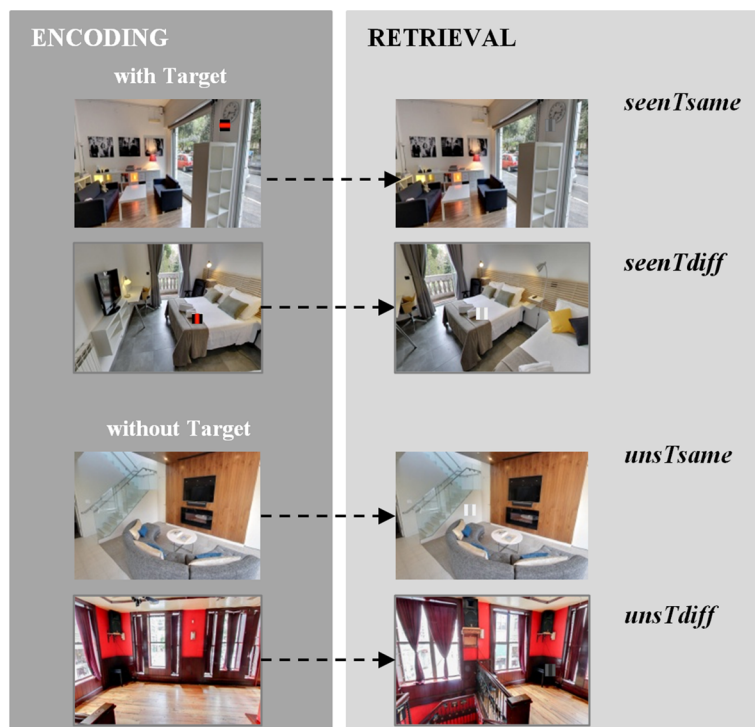 ENCODING
RETRIEVAL
with Target
seenTsame
seenTdiff
without Target
unsTsame
unsTdiff